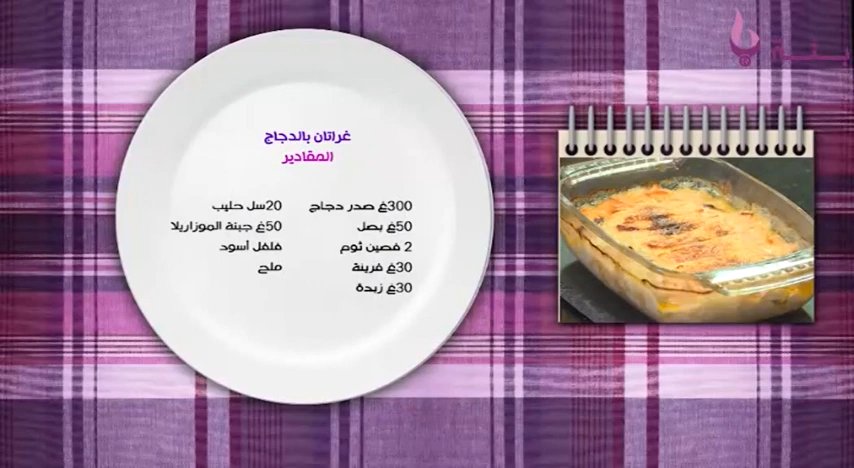 بنة
غراتان بالدجاج
المقادير
300غ صدر دجاج
50غ بصل
2 فصين ثوم
30غ فرينة
30غ زبدة
20سل حليب
50غ جبنة الموزاريلا
فلفل أسود
ملح